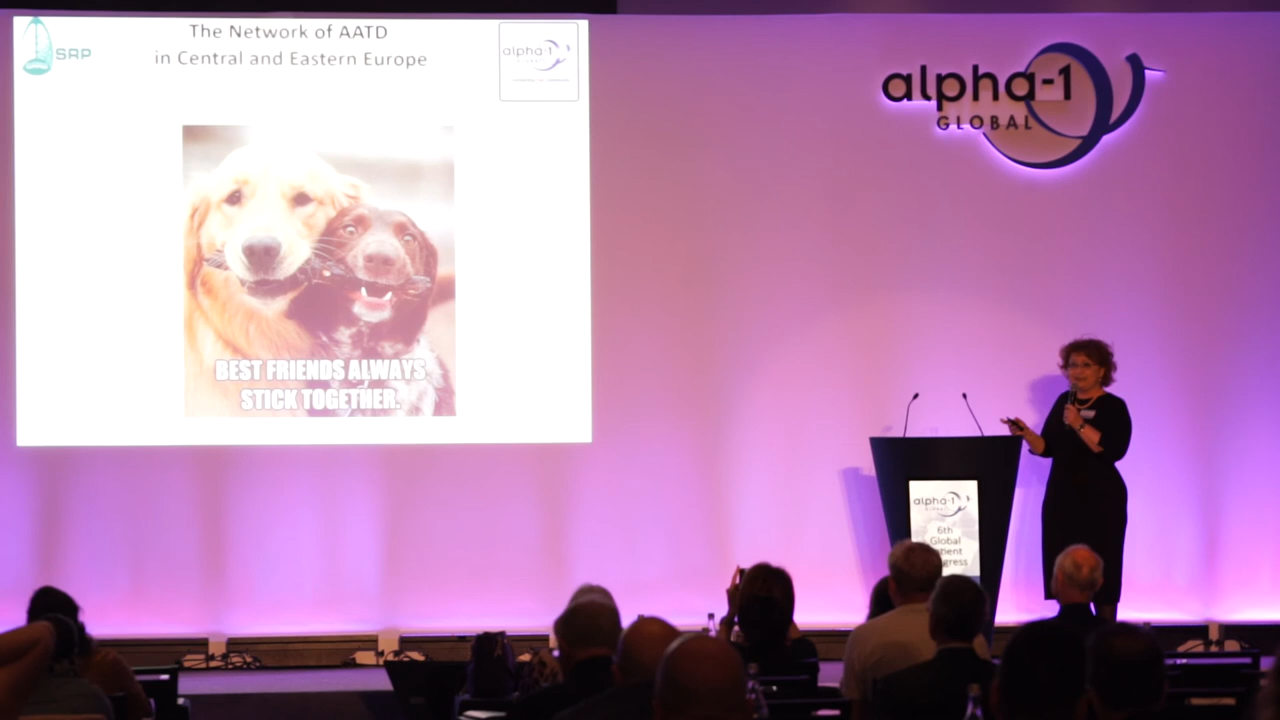 SRP
The Network of AATD
in Central and Eastern Europe
alpha-1
BEST FRIENDS ALWAYS
STICK TOGETHER.
alpha-1
GLOBAL
alpha-1
6th
Global